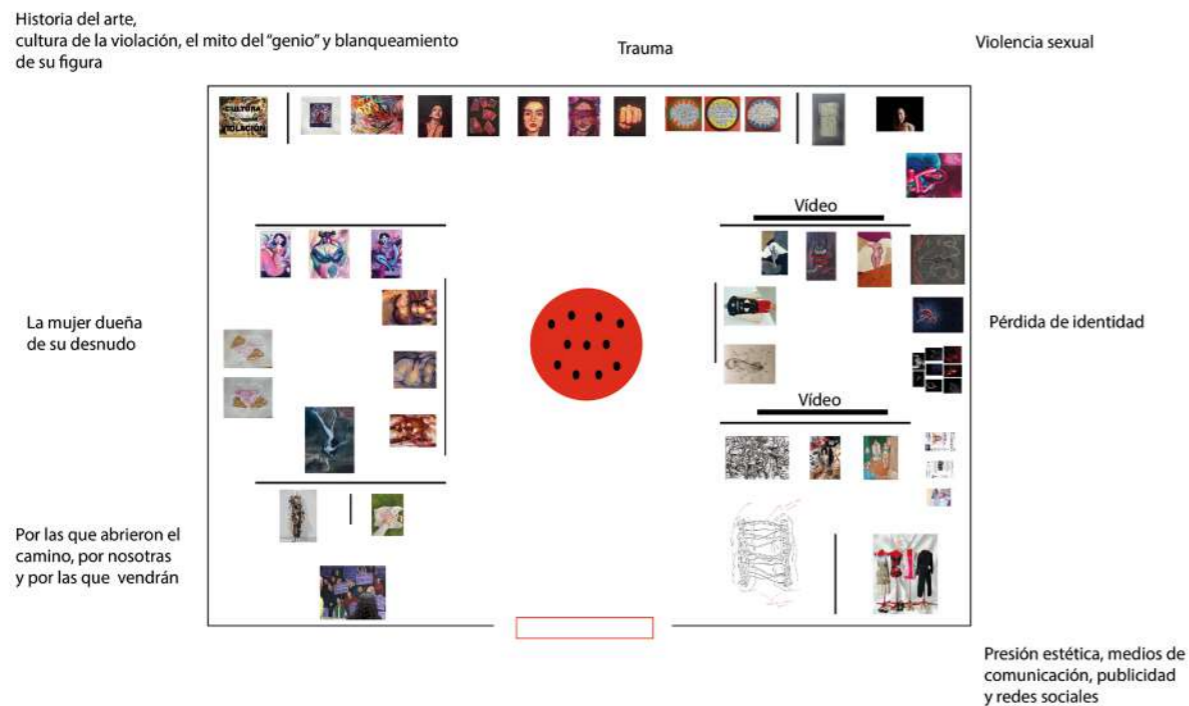 Historia del arte,
cultura de la violación, el mito del “genio” y blanqueamiento
de su figura
Trauma
Violencia sexual
CULTURA
VIOLACIÓN
Vídeo
La mujer dueña
de su desnudo
Pérdida de identidad
Vídeo
Por las que abrieron el
camino, por nosotras
y por las que vendrán
Presión estética, medios de
comunicación, publicidad
y redes sociales